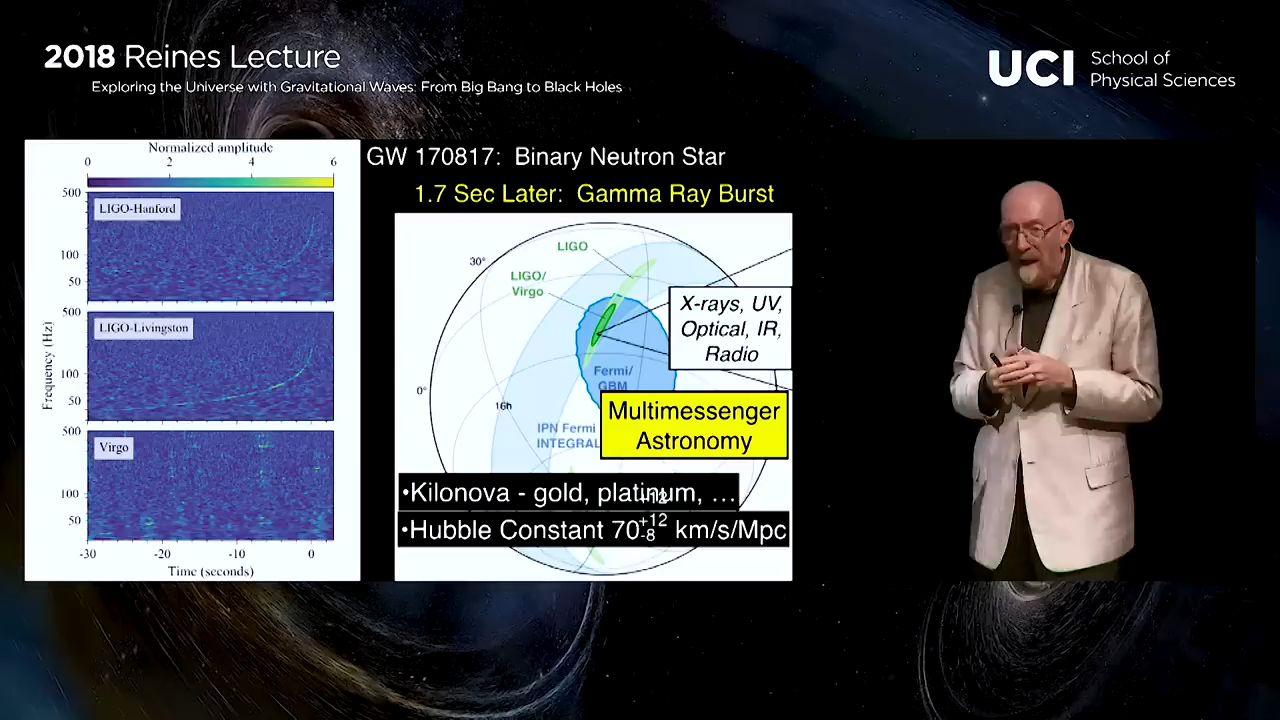 2018 Reines Lecture
Exploring the Universe with Gravitational Waves: From Big Bang to Black Holes
UCI School of
Physical Sciences
Normalized amplitude
0 2 4 6
500
LIGO-Hanford
100
50
500
LIGO-Livingston
100
50
500
Virgo
100
50
Frequency (Hz)
-30 -20 -10 0
Time (seconds)
GW 170817: Binary Neutron Star
1.7 Sec Later: Gamma Ray Burst
LIGO
30°
LIGO/
Virgo
X-rays, UV,
Optical, IR,
Radio
Fermi/
GBM
0°
16h
Multimessenger
Astronomy
IPN Fermi
INTEGRAL
•Kilonova - gold, platinum, …
•Hubble Constant 70+12-8 km/s/Mpc